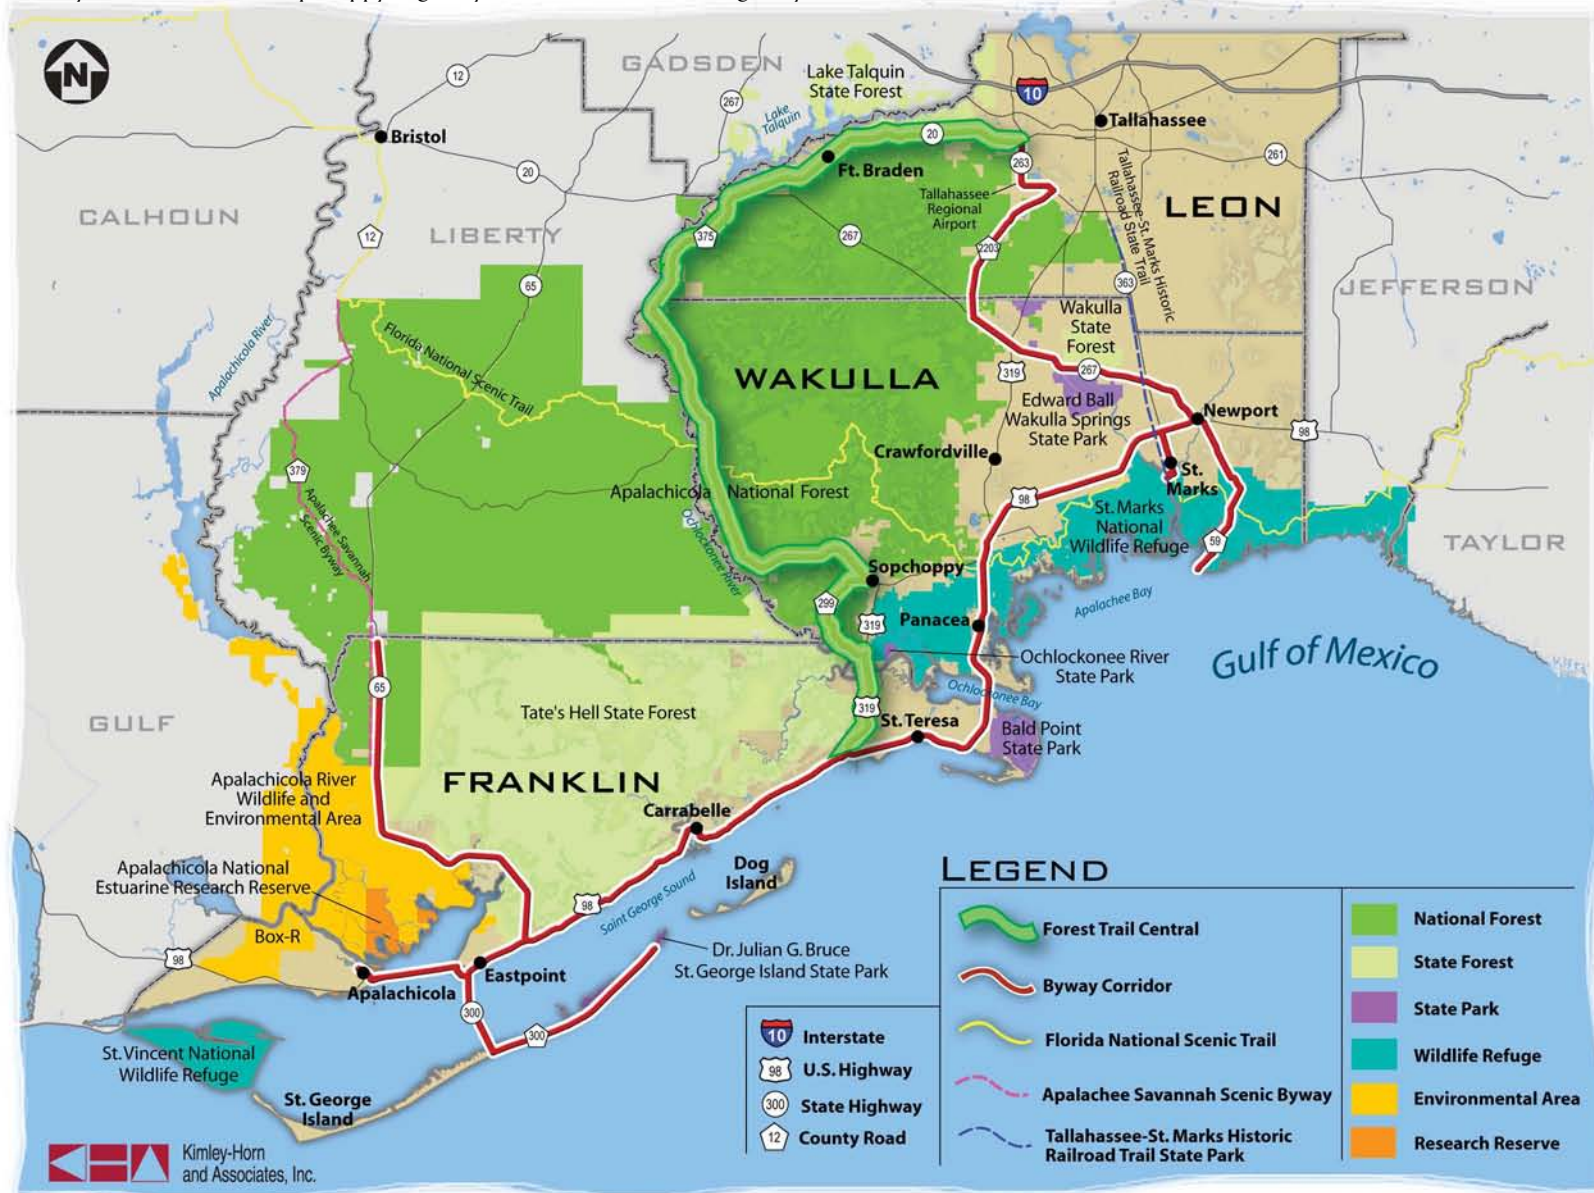 N
GADSDEN
Lake Talquin
State Forest
12
267
Lake
Talquin
10
Tallahassee
Bristol
20
Ft. Braden
263
261
20
Tallahassee
Regional
Airport
Tallahassee-St. Marks Historic
Railroad State Trail
LEON
CALHOUN
LIBERTY
12
375
267
2203
363
65
JEFFERSON
Apalachicola River
Florida National Scenic Trail
Wakulla
State
Forest
WAKULLA
319
267
Edward Ball
Wakulla Springs
State Park
Newport
98
Crawfordville
379
Apalachee Savannah
Scenic Byway
Apalachicola National Forest
98
St.
Marks
St. Marks
National
Wildlife Refuge
59
TAYLOR
Ochlockonee River
Sopchoppy
299
319
Panacea
Apalachee Bay
Ochlockonee River
State Park
Gulf of Mexico
65
Tate's Hell State Forest
319
Ochlockonee Bay
St. Teresa
Bald Point
State Park
GULF
Apalachicola River
Wildlife and
Environmental Area
FRANKLIN
Carrabelle
Apalachicola National
Estuarine Research Reserve
Dog
Island
98
Saint George Sound
Box-R
98
Dr. Julian G. Bruce
St. George Island State Park
Eastpoint
Apalachicola
300
300
St. Vincent National
Wildlife Refuge
St. George
Island
Kimley-Horn
and Associates, Inc.
10 Interstate
98 U.S. Highway
300 State Highway
12 County Road
LEGEND
Forest Trail Central
Byway Corridor
Florida National Scenic Trail
Apalachee Savannah Scenic Byway
Tallahassee-St. Marks Historic
Railroad Trail State Park
National Forest
State Forest
State Park
Wildlife Refuge
Environmental Area
Research Reserve